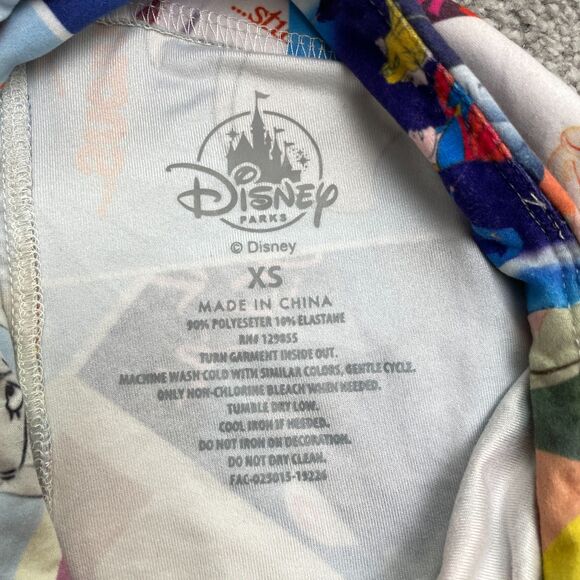 Disney
PARKS
© Disney
XS
MADE IN CHINA
90% POLYESETER 10% ELASTANE
RN# 129855
TURN GARMENT INSIDE OUT.
MACHINE WASH COLD WITH SIMILAR COLORS, GENTLE CYCLE.
ONLY NON-CHLORINE BLEACH WHEN NEEDED.
TUMBLE DRY LOW.
COOL IRON IF NEEDED.
DO NOT IRON ON DECORATION.
DO NOT DRY CLEAN.
FAC-025015-19226